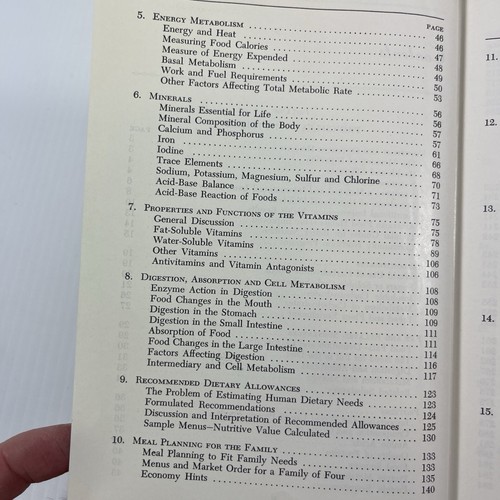 PAGE
5. ENERGY METABOLISM .......... 46
Energy and Heat .......... 46
Measuring Food Calories .......... 47
Measure of Energy Expended .......... 48
Basal Metabolism .......... 49
Work and Fuel Requirements .......... 50
Other Factors Affecting Total Metabolic Rate .......... 53
6. MINERALS .......... 56
Minerals Essential for Life .......... 56
Mineral Composition of the Body .......... 57
Calcium and Phosphorus .......... 57
Iron .......... 61
Iodine .......... 66
Trace Elements .......... 68
Sodium, Potassium, Magnesium, Sulfur and Chlorine .......... 70
Acid-Base Balance .......... 71
Acid-Base Reaction of Foods .......... 73
7. PROPERTIES AND FUNCTIONS OF THE VITAMINS .......... 75
General Discussion .......... 75
Fat-Soluble Vitamins .......... 78
Water-Soluble Vitamins .......... 89
Other Vitamins .......... 106
Antivitamins and Vitamin Antagonists .......... 106
8. DIGESTION, ABSORPTION AND CELL METABOLISM .......... 108
Enzyme Action in Digestion .......... 108
Food Changes in the Mouth .......... 109
Digestion in the Stomach .......... 109
Digestion in the Small Intestine .......... 111
Absorption of Food .......... 111
Food Changes in the Large Intestine .......... 114
Factors Affecting Digestion .......... 116
Intermediary and Cell Metabolism .......... 117
9. RECOMMENDED DIETARY ALLOWANCES .......... 123
The Problem of Estimating Human Dietary Needs .......... 123
Formulated Recommendations .......... 124
Discussion and Interpretation of Recommended Allowances ... 125
Sample Menus—Nutritive Value Calculated .......... 130
10. MEAL PLANNING FOR THE FAMILY .......... 133
Meal Planning to Fit Family Needs .......... 133
Menus and Market Order for a Family of Four .......... 135
Economy Hints .......... 140
11.
12.
13.
14.
15.